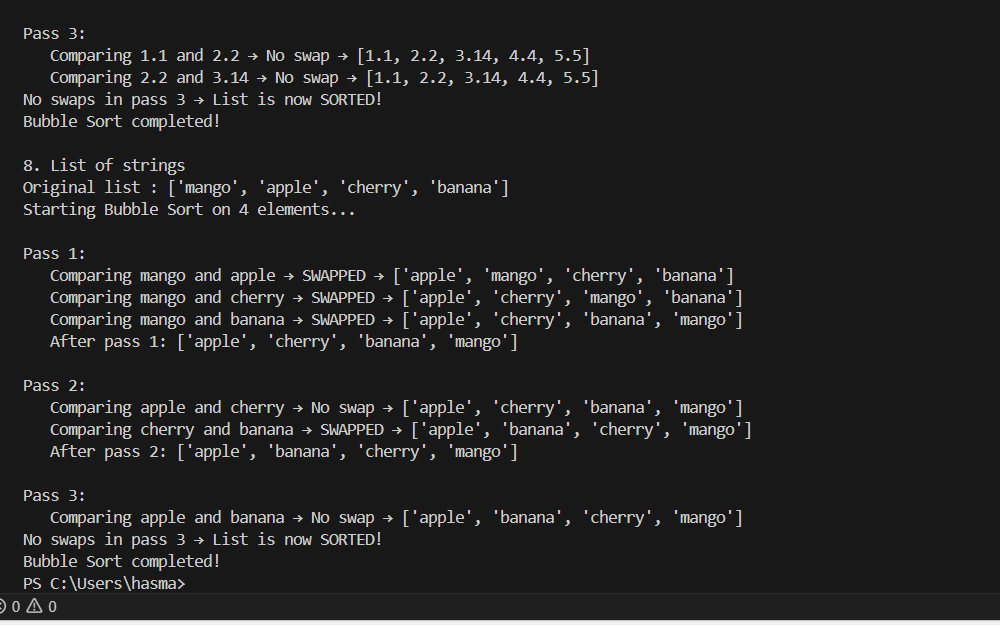 Pass 3:
   Comparing 1.1 and 2.2 → No swap → [1.1, 2.2, 3.14, 4.4, 5.5]
   Comparing 2.2 and 3.14 → No swap → [1.1, 2.2, 3.14, 4.4, 5.5]
No swaps in pass 3 → List is now SORTED!
Bubble Sort completed!

8. List of strings
Original list : ['mango', 'apple', 'cherry', 'banana']
Starting Bubble Sort on 4 elements...

Pass 1:
   Comparing mango and apple → SWAPPED → ['apple', 'mango', 'cherry', 'banana']
   Comparing mango and cherry → SWAPPED → ['apple', 'cherry', 'mango', 'banana']
   Comparing mango and banana → SWAPPED → ['apple', 'cherry', 'banana', 'mango']
   After pass 1: ['apple', 'cherry', 'banana', 'mango']

Pass 2:
   Comparing apple and cherry → No swap → ['apple', 'cherry', 'banana', 'mango']
   Comparing cherry and banana → SWAPPED → ['apple', 'banana', 'cherry', 'mango']
   After pass 2: ['apple', 'banana', 'cherry', 'mango']

Pass 3:
   Comparing apple and banana → No swap → ['apple', 'banana', 'cherry', 'mango']
No swaps in pass 3 → List is now SORTED!
Bubble Sort completed!
PS C:\Users\hasma>
0 0